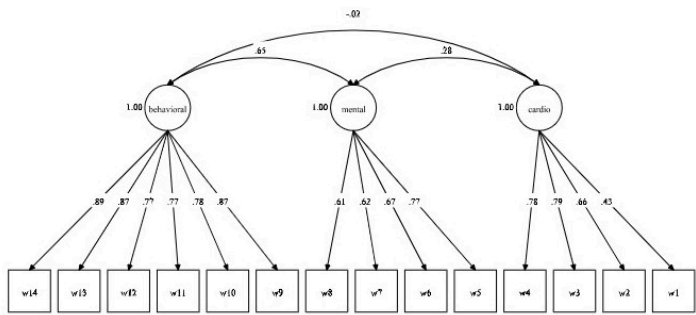 -.02
.65 .28
1.00 behavioral 1.00 mental 1.00 cardio
.89 .87 .77 .77 .78 .87 .61 .62 .67 .77 .78 .79 .66 .43
w14 w13 w12 w11 w10 w9 w8 w7 w6 w5 w4 w3 w2 w1